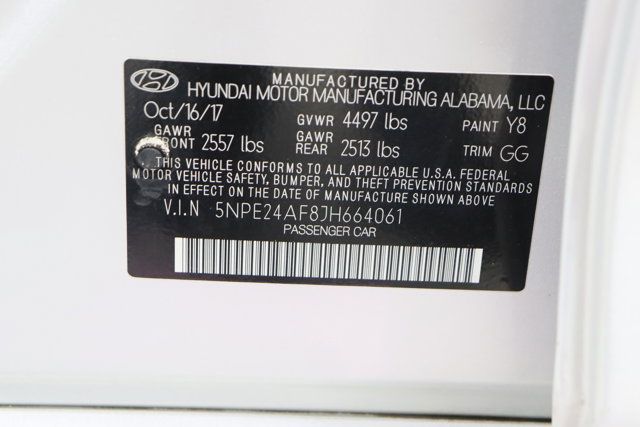 MANUFACTURED BY
HYUNDAI MOTOR MANUFACTURING ALABAMA, LLC
Oct/16/17 GVWR 4497 lbs PAINT Y8
GAWR FRONT 2557 lbs GAWR REAR 2513 lbs TRIM GG
THIS VEHICLE CONFORMS TO ALL APPLICABLE U.S.A. FEDERAL
MOTOR VEHICLE SAFETY, BUMPER, AND THEFT PREVENTION STANDARDS
IN EFFECT ON THE DATE OF MANUFACTURE SHOWN ABOVE.
V.I.N 5NPE24AF8JH664061
PASSENGER CAR